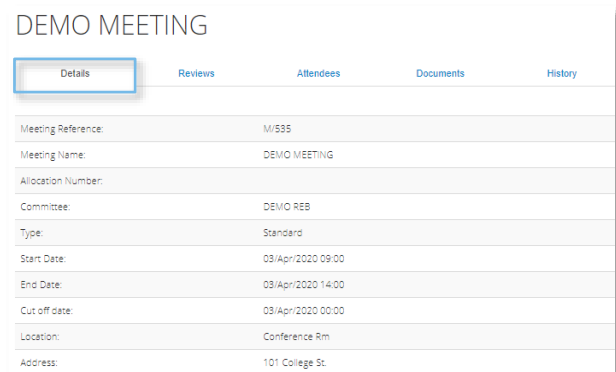 DEMO MEETING
Details Reviews Attendees Documents History
Meeting Reference: M/535
Meeting Name: DEMO MEETING
Allocation Number:
Committee: DEMO REB
Type: Standard
Start Date: 03/Apr/2020 09:00
End Date: 03/Apr/2020 14:00
Cut off date: 03/Apr/2020 00:00
Location: Conference Rm
Address: 101 College St.